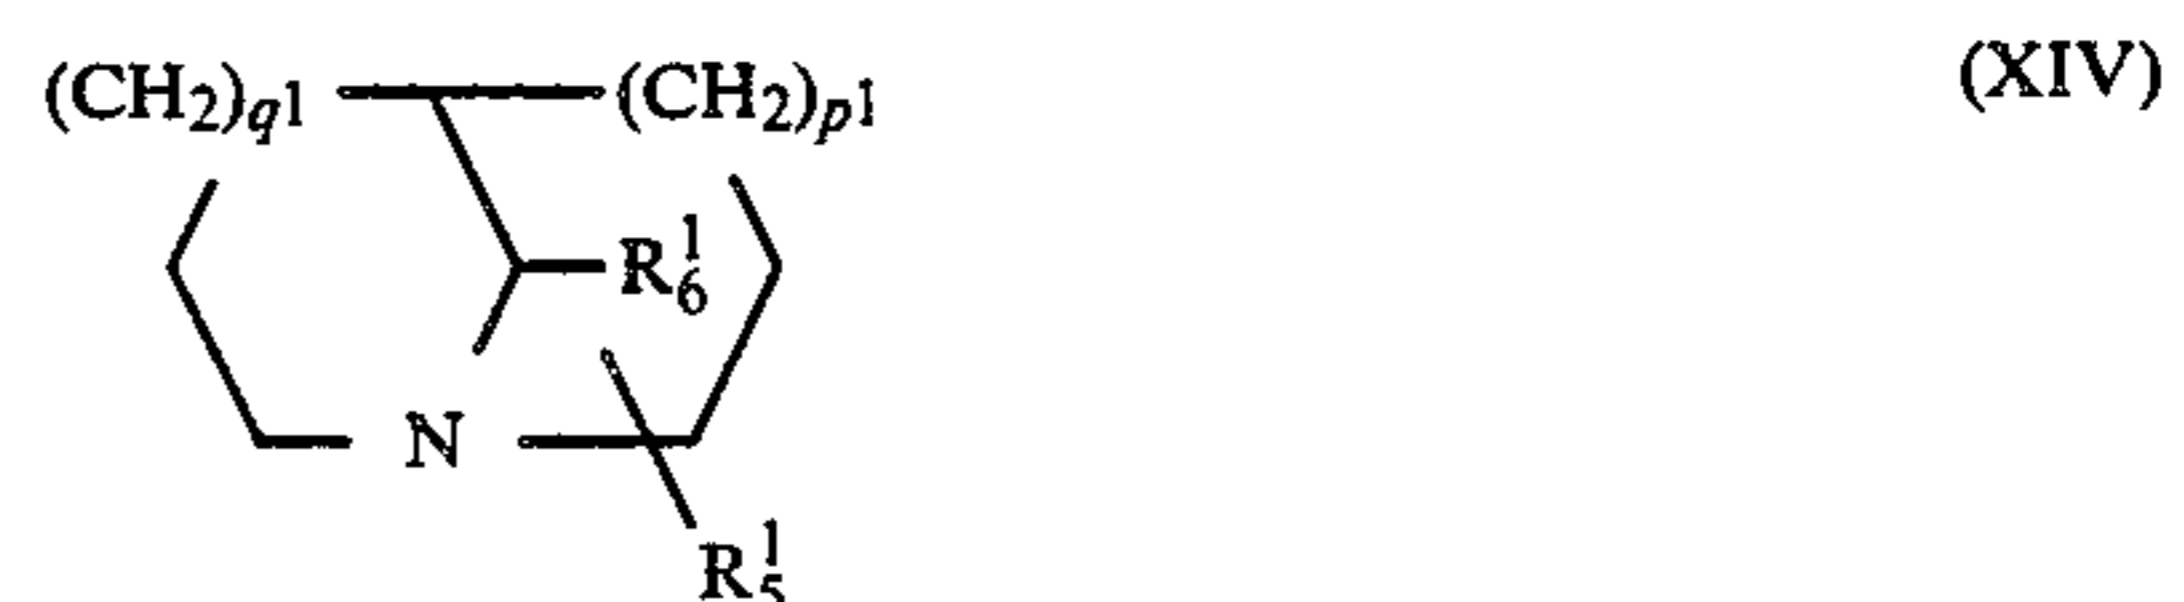 (CH₂)q¹ (CH₂)p¹ (XIV)
R₆¹
N
R₅¹